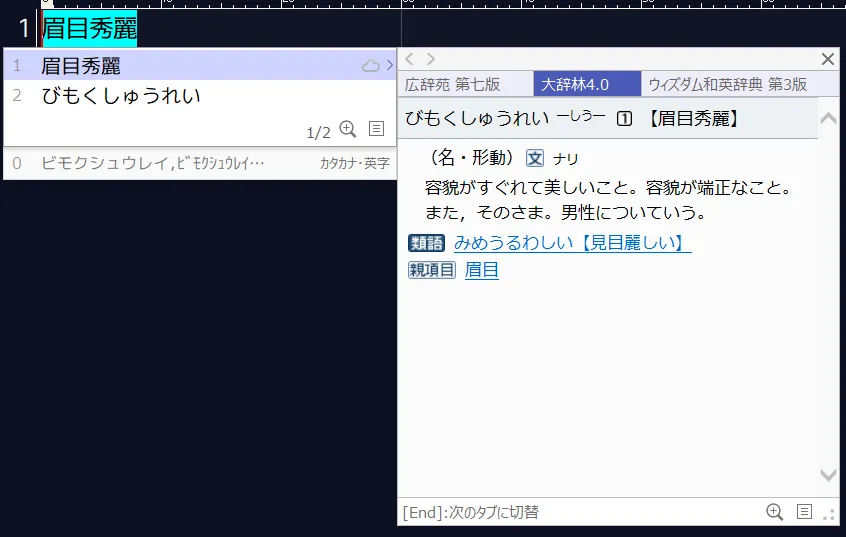 1 眉目秀麗
1 眉目秀麗
2 びもくしゅうれい
1/2
0 ビモクシュウレイ,ﾋﾞﾓｸｼｭｳﾚｲ… カタカナ・英字
広辞苑 第七版 大辞林4.0 ウィズダム和英辞典 第3版
びもくしゅうれい ―しうー 1 【眉目秀麗】
（名・形動） 文 ナリ
容貌がすぐれて美しいこと。容貌が端正なこと。
また，そのさま。男性についていう。
類語 みめうるわしい【見目麗しい】
親項目 眉目
[End]:次のタブに切替